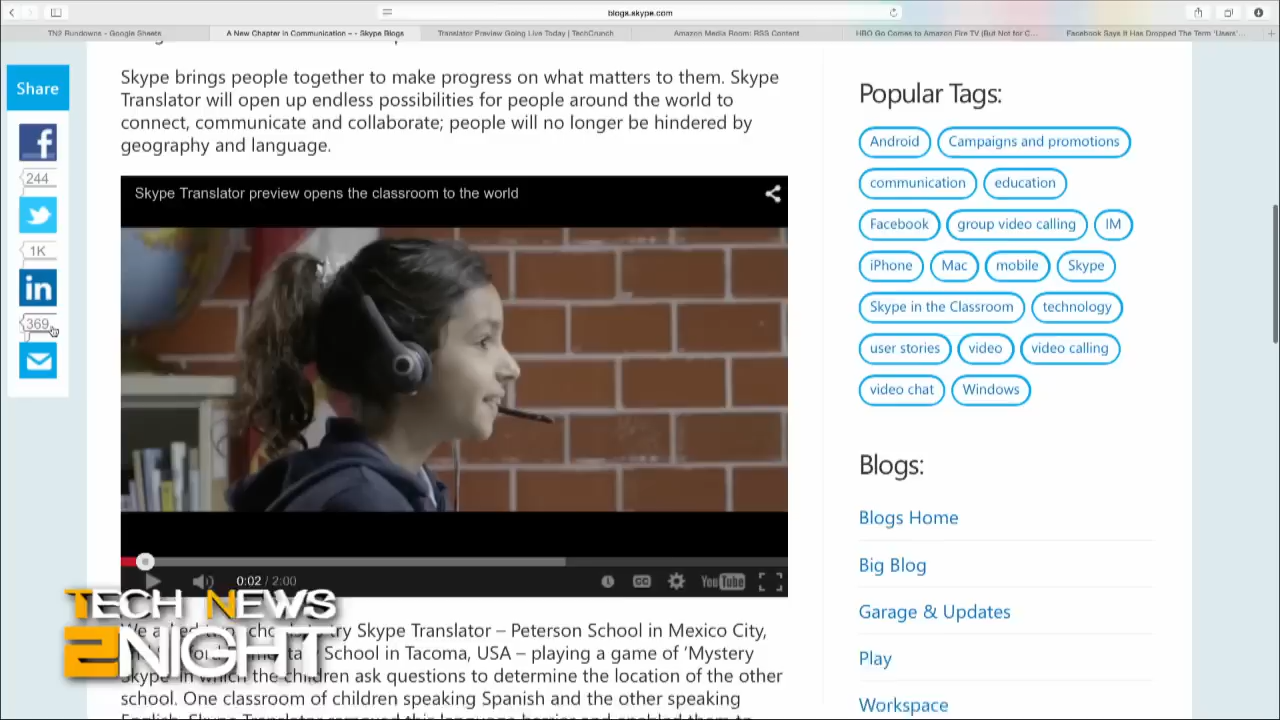 blogs.skype.com
TN2 Rundowns - Google Sheets
A New Chapter in Communication – - Skype Blogs
Translator Preview Going Live Today | TechCrunch
Amazon Media Room: RSS Content
HBO Go Comes to Amazon Fire TV (But Not for C...
Facebook Says It Has Dropped The Term 'Users'...
Share
244
1K
in
369
Skype brings people together to make progress on what matters to them. Skype
Translator will open up endless possibilities for people around the world to
connect, communicate and collaborate; people will no longer be hindered by
geography and language.
Skype Translator preview opens the classroom to the world
0:02 / 2:00
CC
YouTube
TECH NEWS
2NIGHT
try Skype Translator – Peterson School in Mexico City,
School in Tacoma, USA – playing a game of 'Mystery
Skype' in which the children ask questions to determine the location of the other
school. One classroom of children speaking Spanish and the other speaking
Popular Tags:
Android
Campaigns and promotions
communication
education
Facebook
group video calling
IM
iPhone
Mac
mobile
Skype
Skype in the Classroom
technology
user stories
video
video calling
video chat
Windows
Blogs:
Blogs Home
Big Blog
Garage & Updates
Play
Workspace